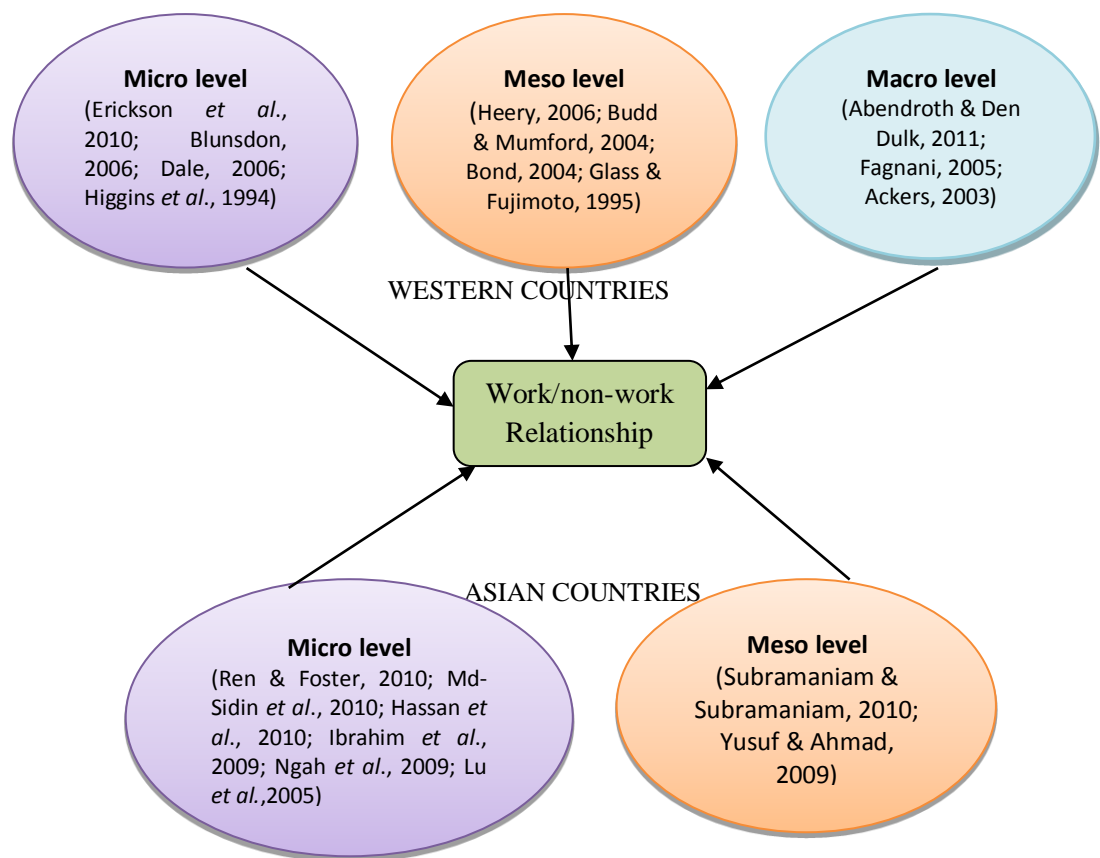 Micro level
(Erickson et al.,
2010; Blunsdon,
2006; Dale, 2006;
Higgins et al., 1994)
Meso level
(Heery, 2006; Budd
& Mumford, 2004;
Bond, 2004; Glass &
Fujimoto, 1995)
Macro level
(Abendroth & Den
Dulk, 2011;
Fagnani, 2005;
Ackers, 2003)
WESTERN COUNTRIES
Work/non-work
Relationship
ASIAN COUNTRIES
Micro level
(Ren & Foster, 2010; Md-
Sidin et al., 2010; Hassan et
al., 2010; Ibrahim et al.,
2009; Ngah et al., 2009; Lu
et al.,2005)
Meso level
(Subramaniam &
Subramaniam, 2010;
Yusuf & Ahmad,
2009)